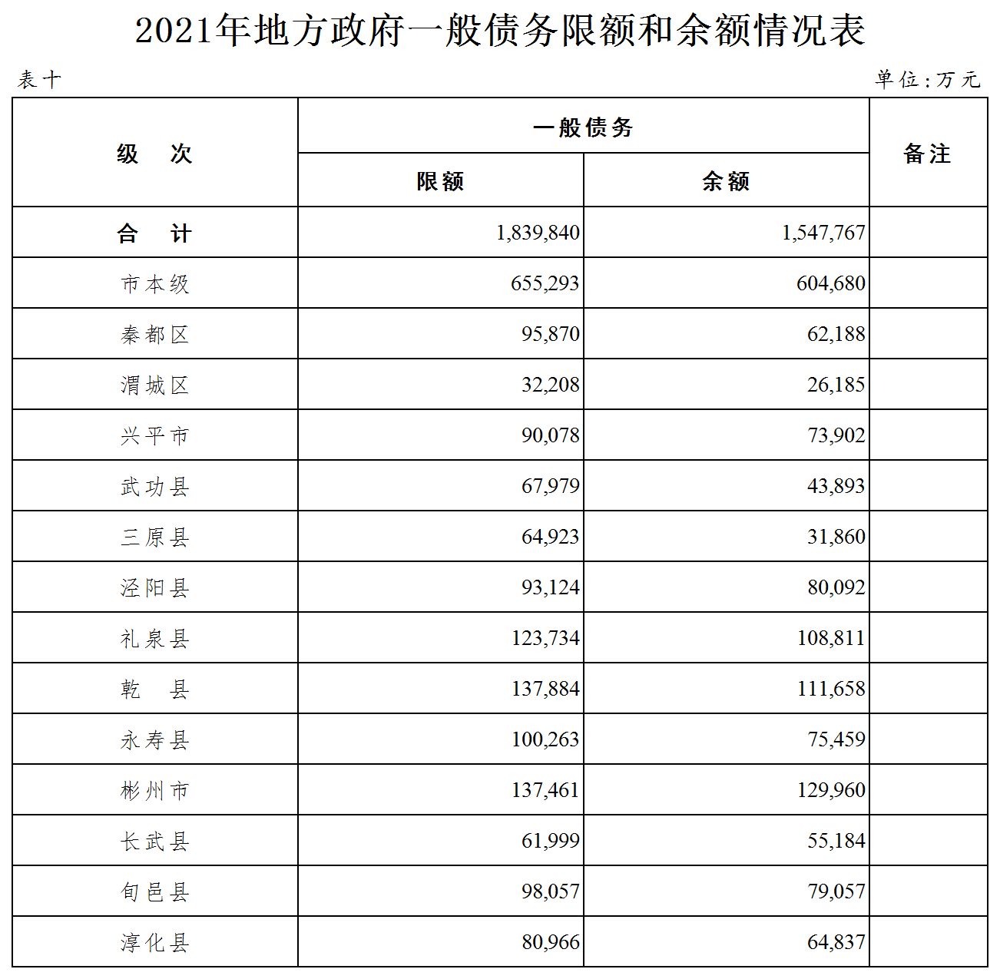 2021年地方政府一般债务限额和余额情况表
表十 单位:万元
级 次 一般债务 备注
限额 余额
合 计 1,839,840 1,547,767
市本级 655,293 604,680
秦都区 95,870 62,188
渭城区 32,208 26,185
兴平市 90,078 73,902
武功县 67,979 43,893
三原县 64,923 31,860
泾阳县 93,124 80,092
礼泉县 123,734 108,811
乾 县 137,884 111,658
永寿县 100,263 75,459
彬州市 137,461 129,960
长武县 61,999 55,184
旬邑县 98,057 79,057
淳化县 80,966 64,837